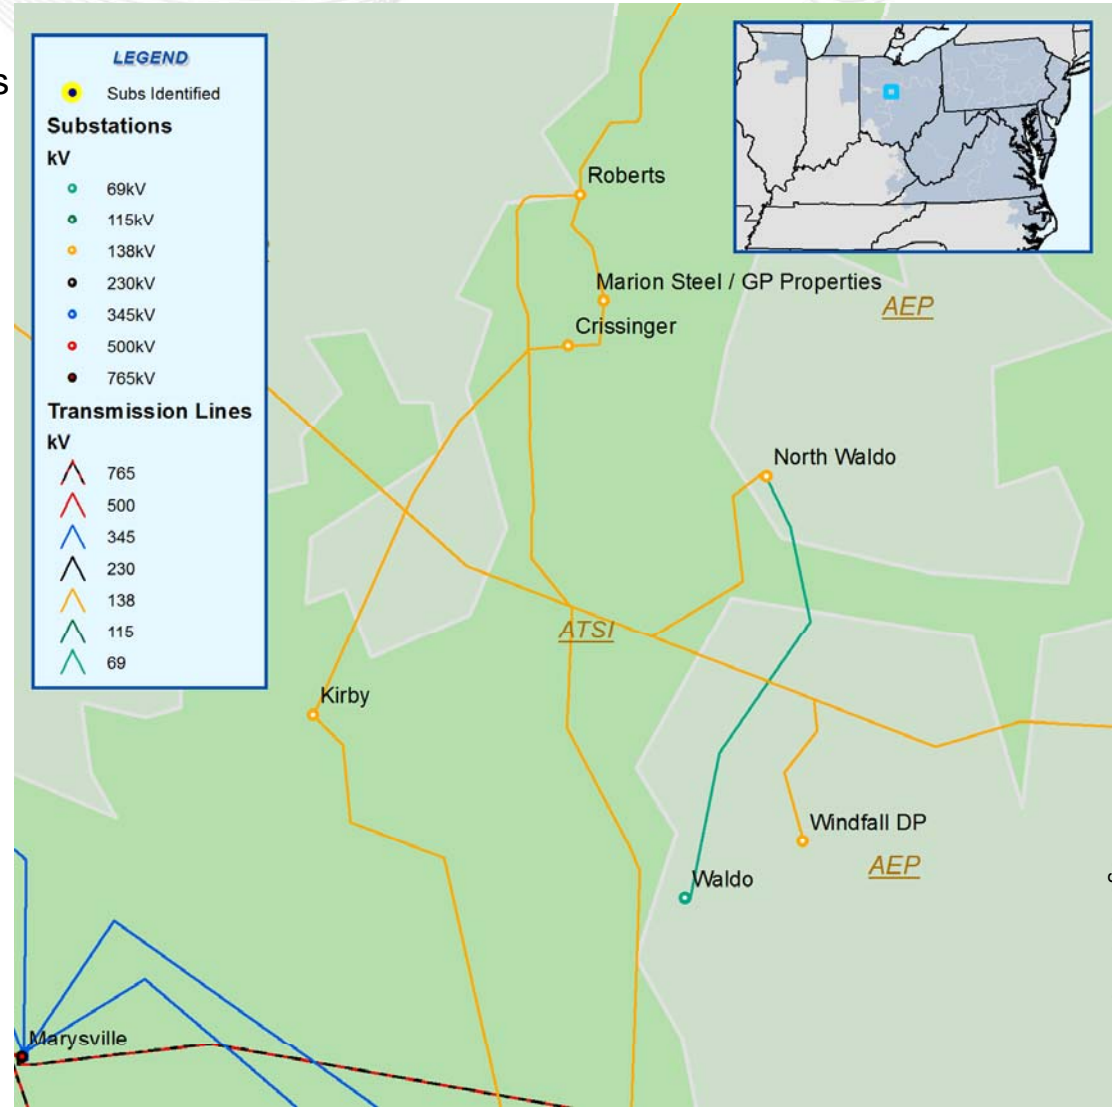 LEGEND
s
Subs Identified
Substations
kV
69kV
115kV
138kV
230kV
345kV
500kV
765kV
Transmission Lines
kV
765
500
345
230
138
115
69
Roberts
Marion Steel / GP Properties
AEP
Crissinger
North Waldo
ATSI
Kirby
Windfall DP
AEP
Waldo
Marysville